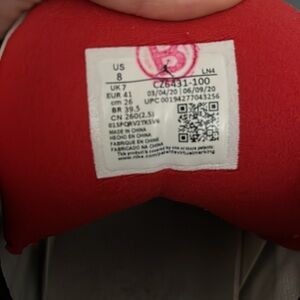 B
US
8
LN4
UK 7
CZ6431-100
EUR 41
03/04/20 06/09/20
cm 26
UPC 00194277043256
BR 39.5
CN 260(2.5)
MADE IN CHINA
HECHO EN CHINA
FABRIQUE EN CHINE
FABRICADO NA CHINA